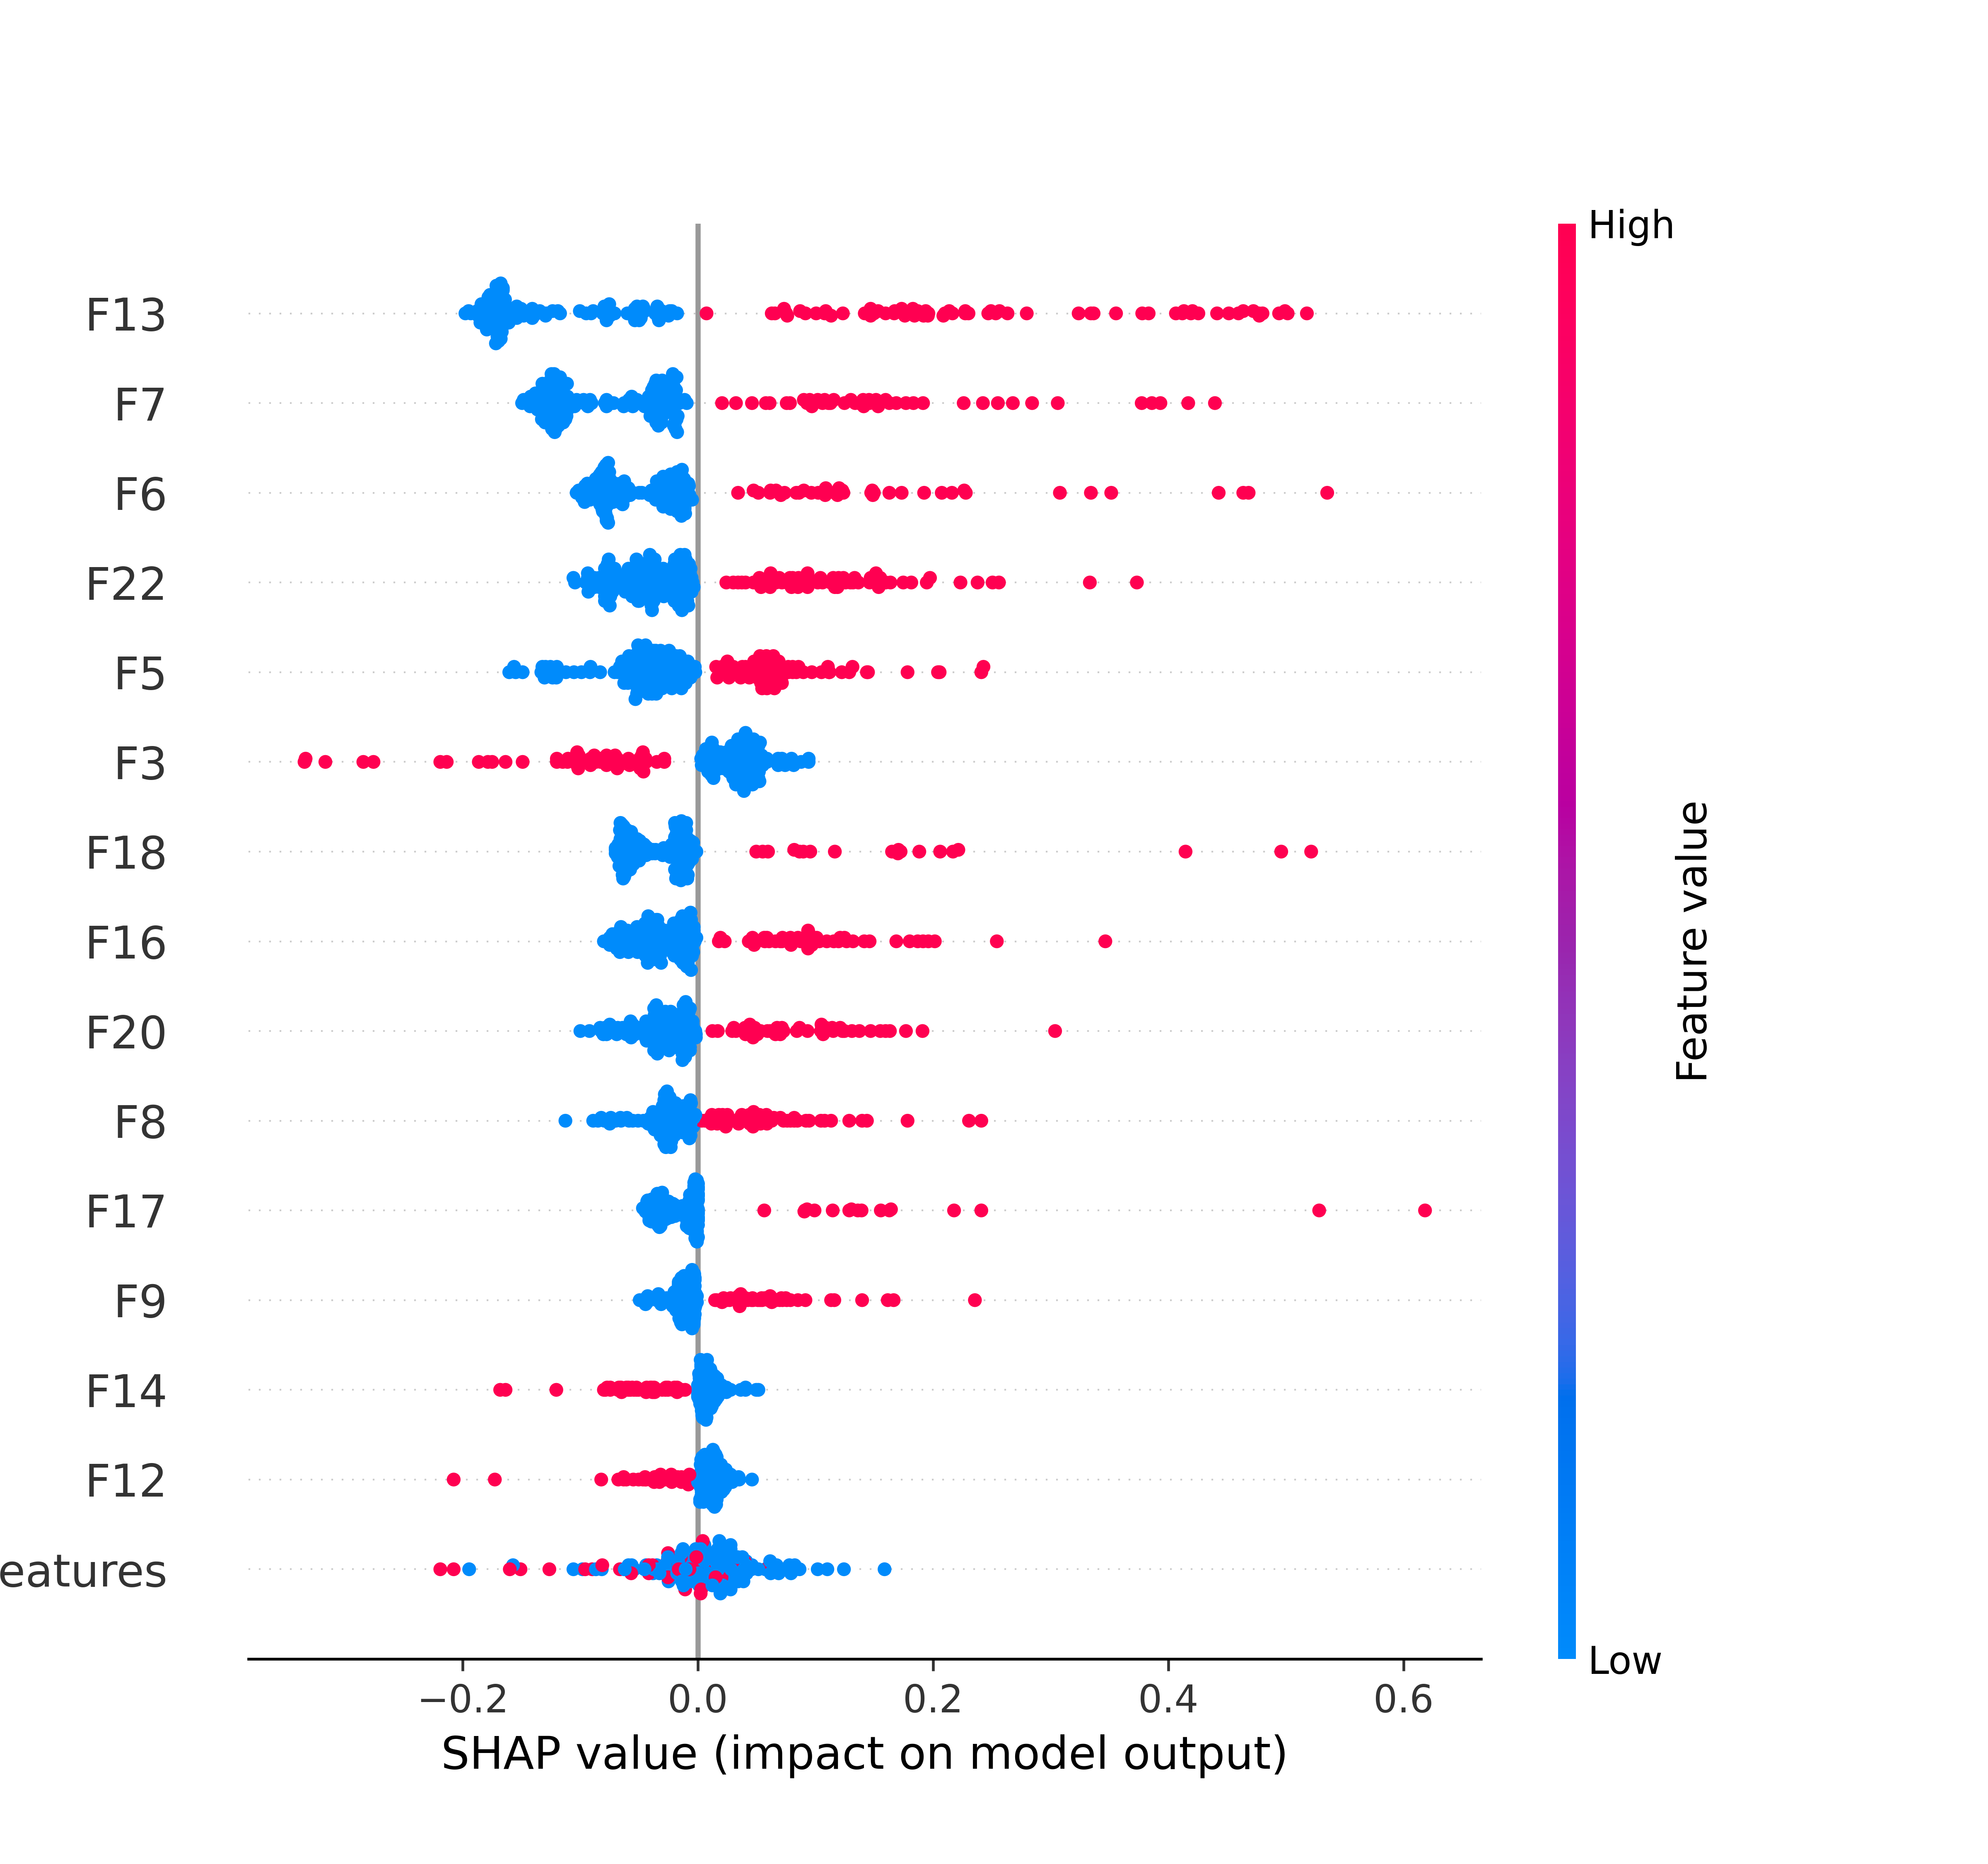 High
F13
F7
F6
F22
F5
F3
F18
F16
F20
F8
F17
F9
F14
F12
eatures
Low
Feature value
−0.2 0.0 0.2 0.4 0.6
SHAP value (impact on model output)